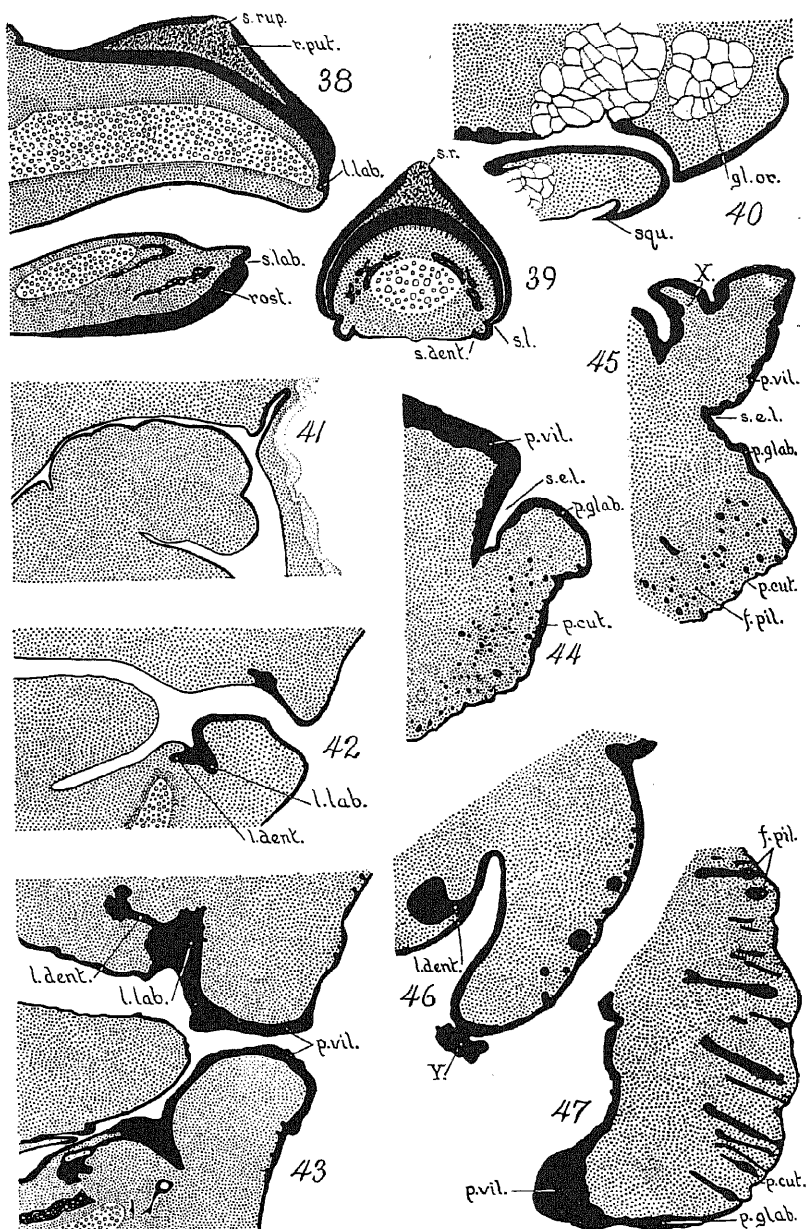 s.rup.
r.put.
38
l.lab.
s.lab.
rost.
s.r.
39
s.dent.
s.l.
gl.or.
40
squ.
X.
45
p.vil.
s.e.l.
p.glab.
p.cut.
f.pil.
41
p.vil.
s.e.l.
p.glab.
p.cut.
44
42
l.lab.
l.dent.
l.dent.
l.lab.
p.vil.
43
l.dent.
46
Y.
f.pil.
47
p.vil.
p.cut.
p.glab.